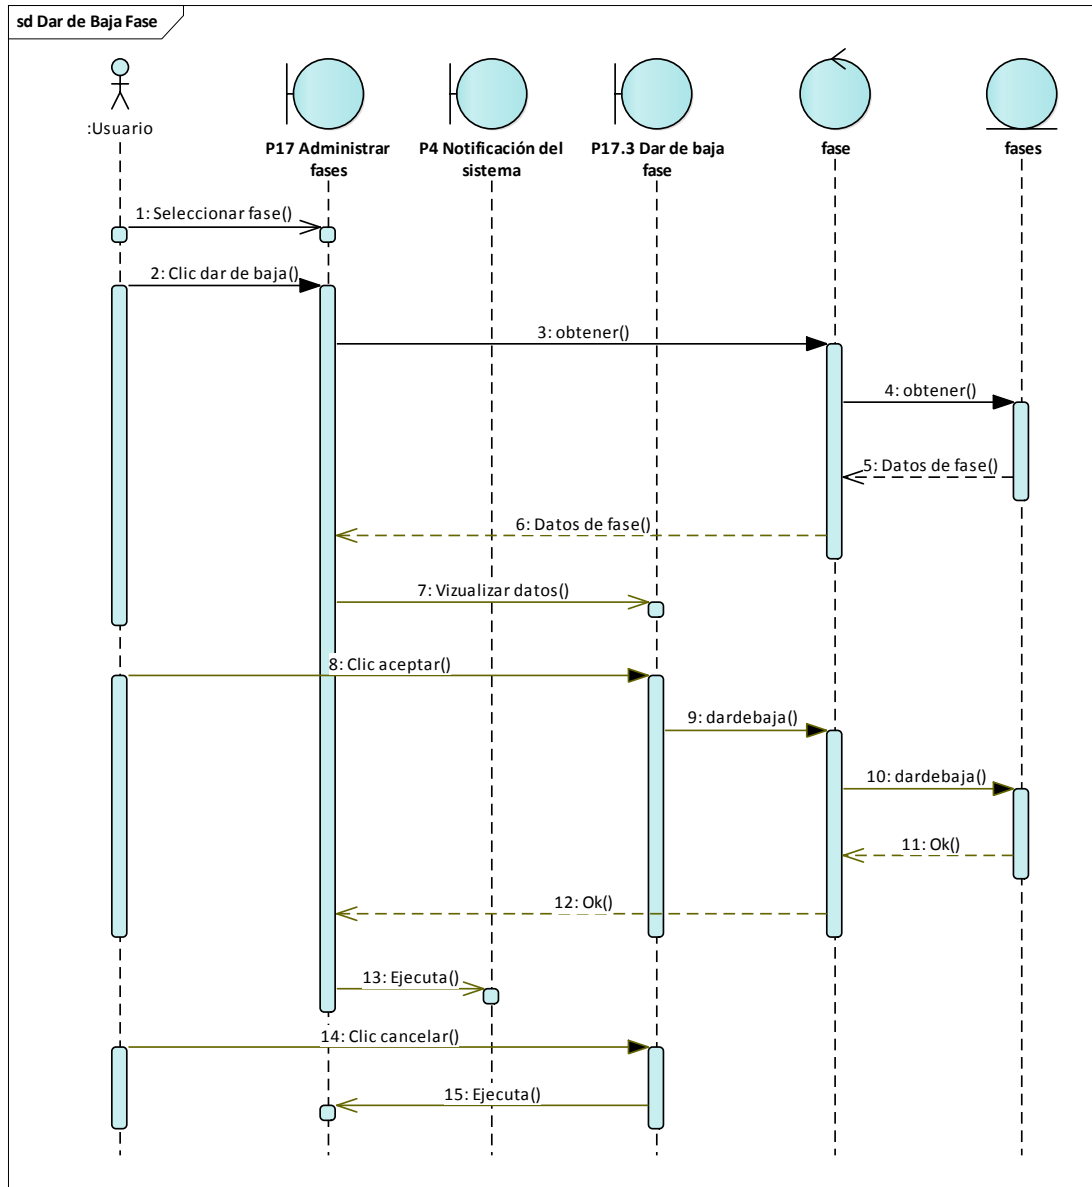 sd Dar de Baja Fase
:Usuario
P17 Administrar
fases
P4 Notificación del
sistema
P17.3 Dar de baja
fase
fase
fases
1: Seleccionar fase()
2: Clic dar de baja()
3: obtener()
4: obtener()
5: Datos de fase()
6: Datos de fase()
7: Vizualizar datos()
8: Clic aceptar()
9: dardebaja()
10: dardebaja()
11: Ok()
12: Ok()
13: Ejecuta()
14: Clic cancelar()
15: Ejecuta()